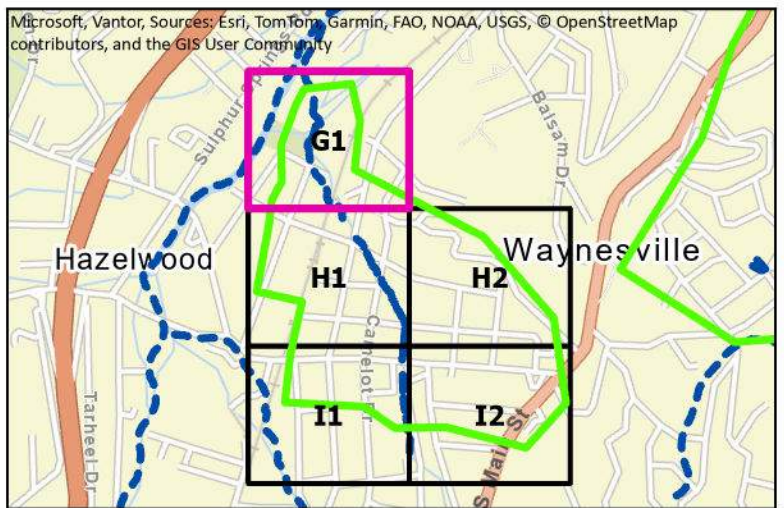 Microsoft, Vantor, Sources: Esri, TomTom, Garmin, FAO, NOAA, USGS, © OpenStreetMap
contributors, and the GIS User Community
Sulphur Springs
Balsam Dr
G1
Hazelwood
Waynesville
H1
H2
Camelot Dr
Tarheel Dr
I1
I2
S Main St